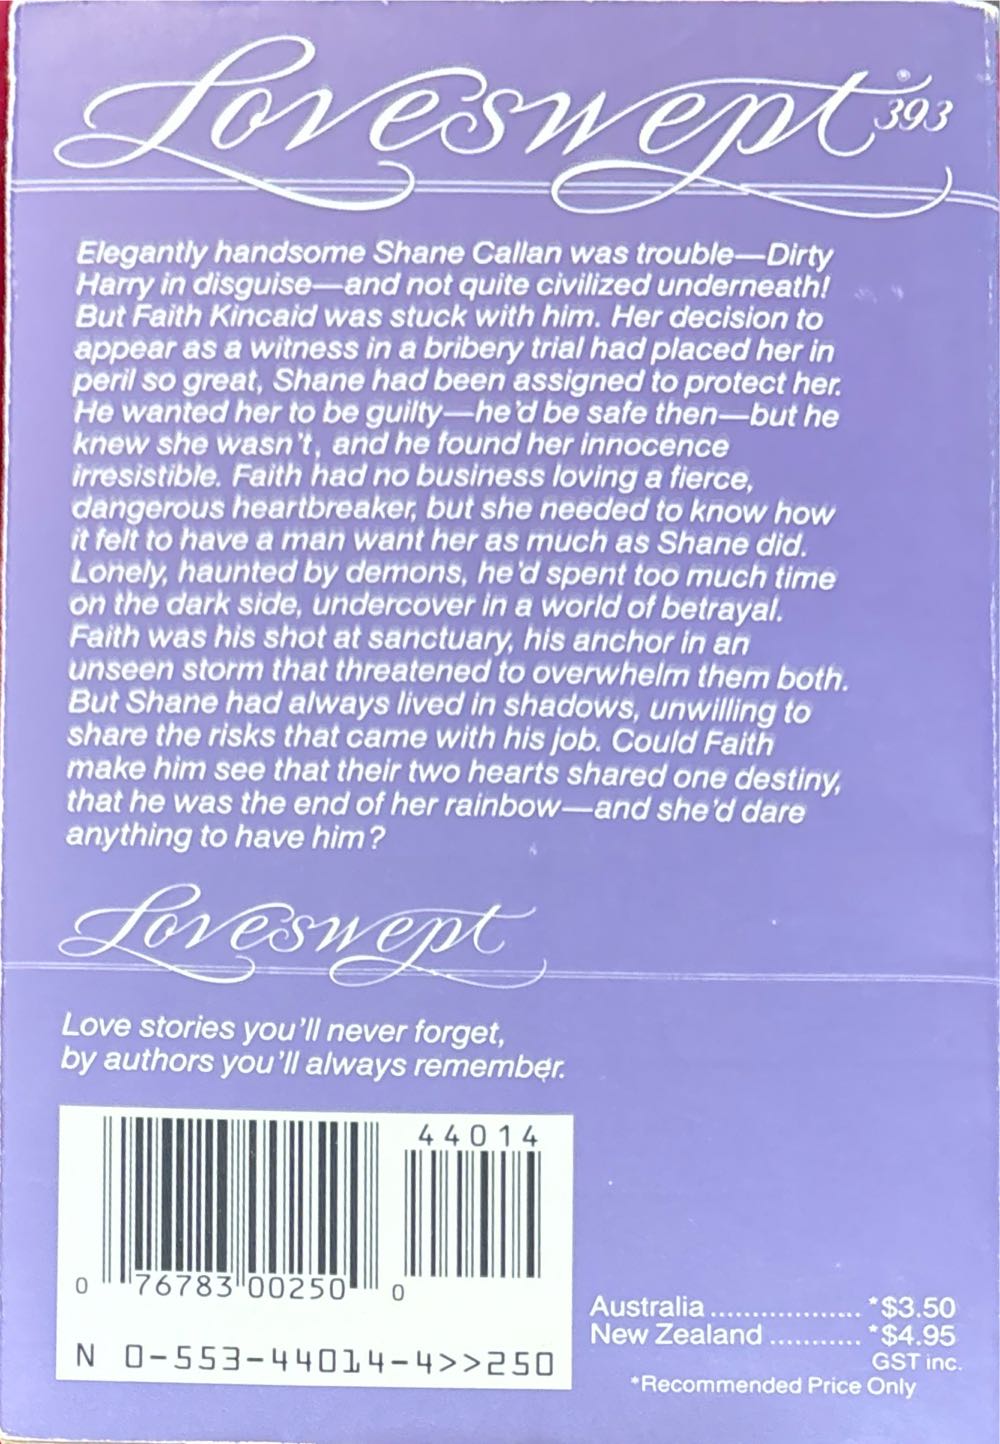 Loveswept 393
Elegantly handsome Shane Callan was trouble—Dirty
Harry in disguise—and not quite civilized underneath!
But Faith Kincaid was stuck with him. Her decision to
appear as a witness in a bribery trial had placed her in
peril so great, Shane had been assigned to protect her.
He wanted her to be guilty—he'd be safe then—but he
knew she wasn't, and he found her innocence
irresistible. Faith had no business loving a fierce,
dangerous heartbreaker, but she needed to know how
it felt to have a man want her as much as Shane did.
Lonely, haunted by demons, he'd spent too much time
on the dark side, undercover in a world of betrayal.
Faith was his shot at sanctuary, his anchor in an
unseen storm that threatened to overwhelm them both.
But Shane had always lived in shadows, unwilling to
share the risks that came with his job. Could Faith
make him see that their two hearts shared one destiny,
that he was the end of her rainbow—and she'd dare
anything to have him?
Loveswept
Love stories you'll never forget,
by authors you'll always remember.
44014
0 76783 00250 0
N 0-553-44014-4>>250
Australia .................. *$3.50
New Zealand ........... *$4.95
GST inc.
*Recommended Price Only